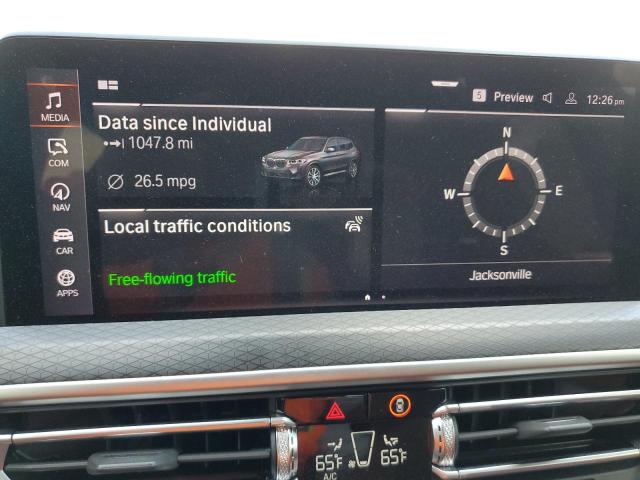 5 Preview 12:26 pm
MEDIA
COM
NAV
CAR
APPS
Data since Individual
1047.8 mi
Ø 26.5 mpg
Local traffic conditions
Free-flowing traffic
N
W E
S
Jacksonville
65°F 65°F
A/C